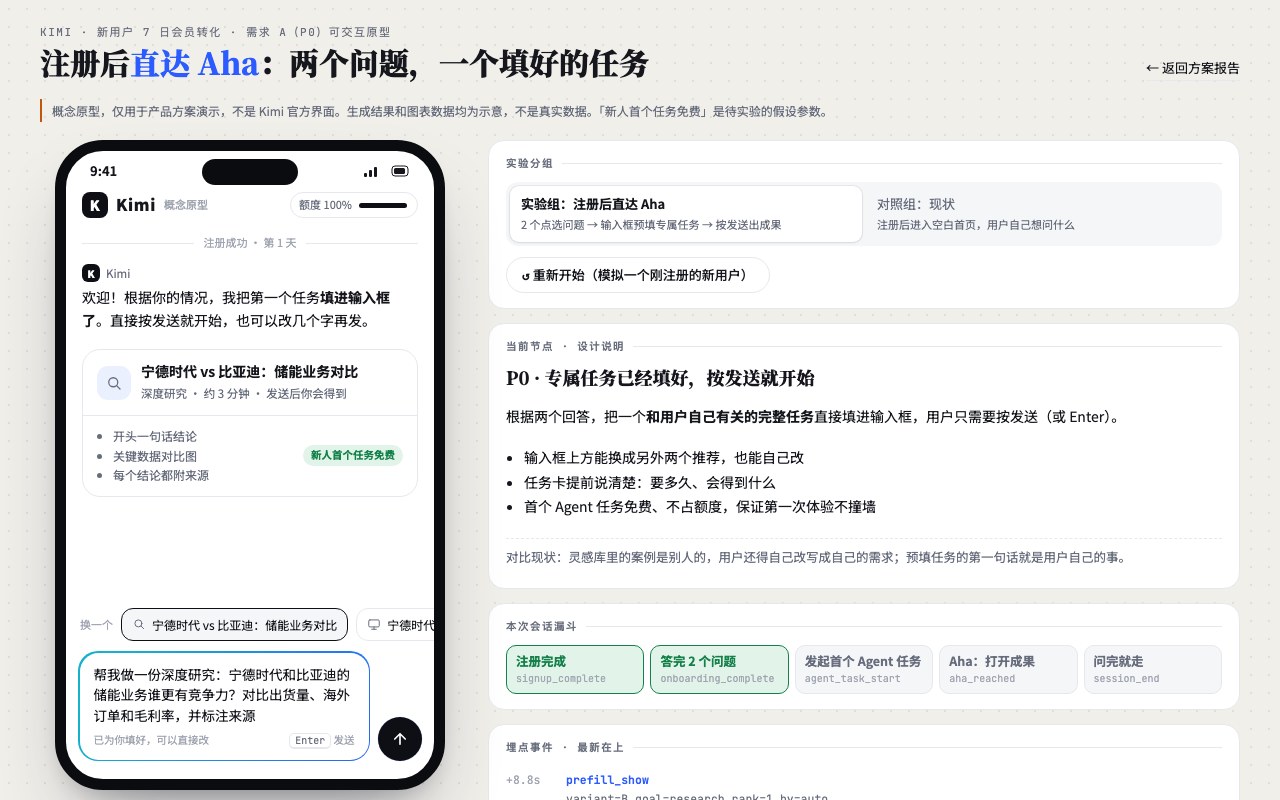 KIMI · 新用户 7 日会员转化 · 需求 A (P0) 可交互原型
注册后直达 Aha：两个问题，一个填好的任务
← 返回方案报告
概念原型，仅用于产品方案演示，不是 Kimi 官方界面。生成结果和图表数据均为示意，不是真实数据。「新人首个任务免费」是待实验的假设参数。
9:41
K Kimi 概念原型
额度 100%
注册成功 · 第 1 天
K Kimi
欢迎！根据你的情况，我把第一个任务填进输入框
了。直接按发送就开始，也可以改几个字再发。
宁德时代 vs 比亚迪：储能业务对比
深度研究 · 约 3 分钟 · 发送后你会得到
开头一句话结论
关键数据对比图
每个结论都附来源
新人首个任务免费
换一个
宁德时代 vs 比亚迪：储能业务对比
宁德时代
帮我做一份深度研究：宁德时代和比亚迪的
储能业务谁更有竞争力？对比出货量、海外
订单和毛利率，并标注来源
已为你填好，可以直接改
Enter 发送
实验分组
实验组：注册后直达 Aha
2 个点选问题 → 输入框预填专属任务 → 按发送出成果
对照组：现状
注册后进入空白首页，用户自己想问什么
↺ 重新开始（模拟一个刚注册的新用户）
当前节点 · 设计说明
P0 · 专属任务已经填好，按发送就开始
根据两个回答，把一个和用户自己有关的完整任务直接填进输入框，用户只需要按发送（或 Enter）。
• 输入框上方能换成另外两个推荐，也能自己改
• 任务卡提前说清楚：要多久、会得到什么
• 首个 Agent 任务免费、不占额度，保证第一次体验不撞墙
对比现状：灵感库里的案例是别人的，用户还得自己改写成自己的需求；预填任务的第一句话就是用户自己的事。
本次会话漏斗
注册完成
signup_complete
答完 2 个问题
onboarding_complete
发起首个 Agent 任务
agent_task_start
Aha：打开成果
aha_reached
问完就走
session_end
埋点事件 · 最新在上
+8.8s prefill_show
variant=B goal=research rank=1 by=auto